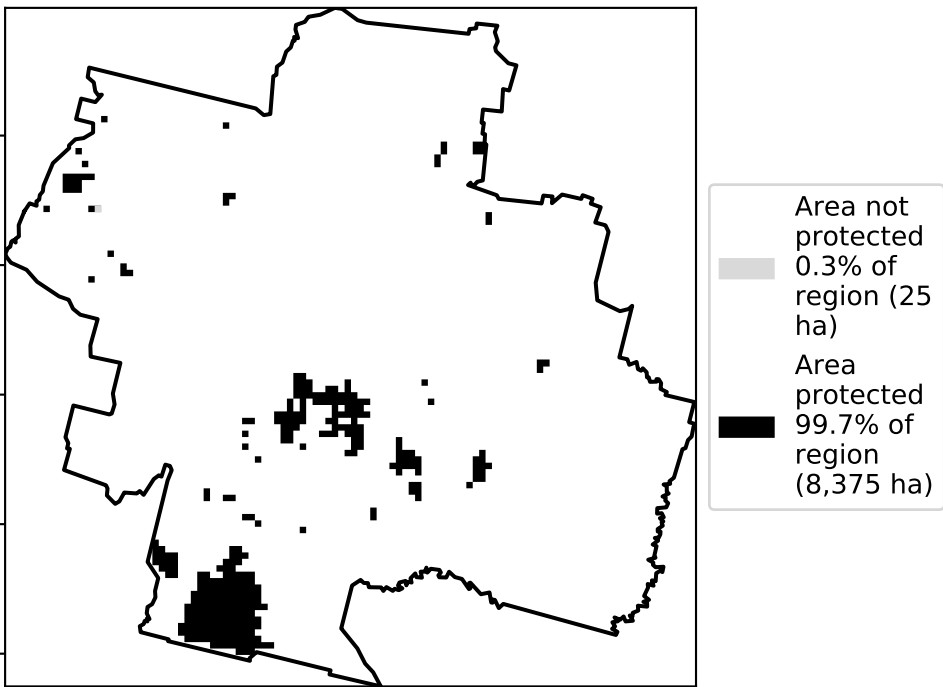 Area not
protected
0.3% of
region (25
ha)
Area
protected
99.7% of
region
(8,375 ha)